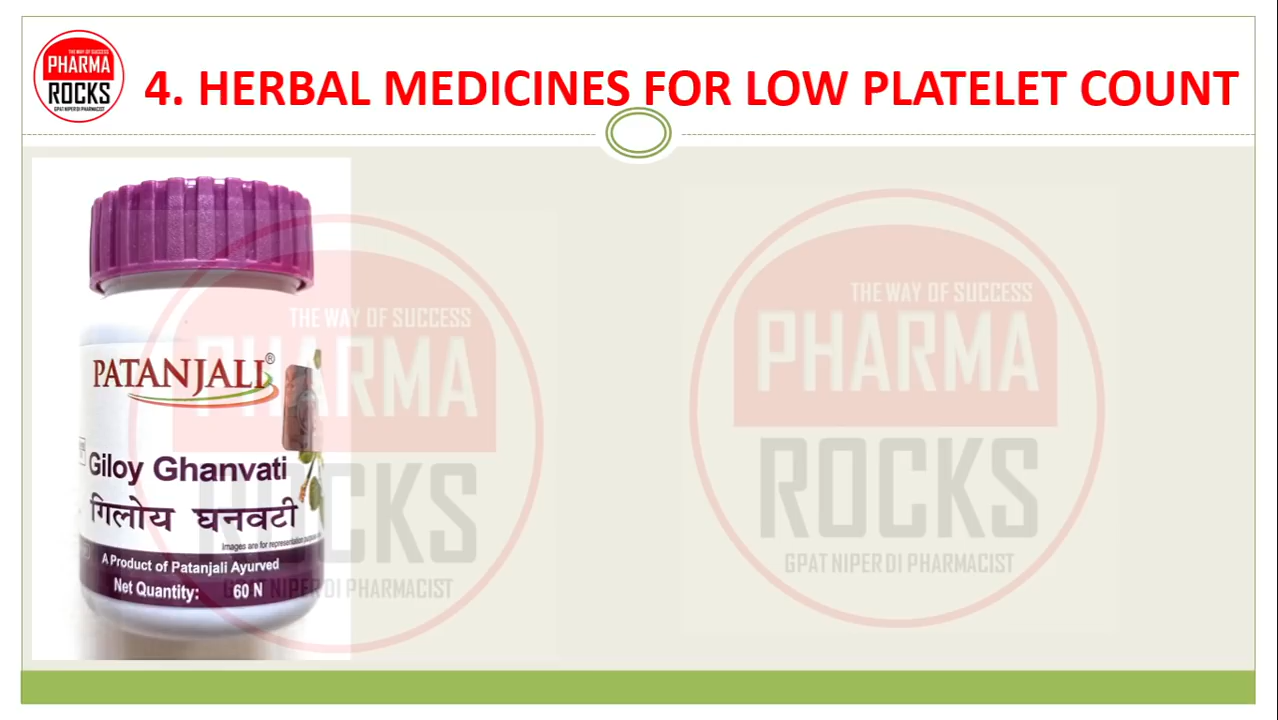 THE WAY OF SUCCESS
PHARMA
ROCKS
GPAT NIPER DI PHARMACIST
4. HERBAL MEDICINES FOR LOW PLATELET COUNT
PATANJALI®
Giloy Ghanvati
गिलोय घनवटी
Images are for representation
A Product of Patanjali Ayurved
Net Quantity: 60 N
THE WAY OF SUCCESS
PHARMA
ROCKS
GPAT NIPER DI PHARMACIST
THE WAY OF SUCCESS
PHARMA
ROCKS
GPAT NIPER DI PHARMACIST